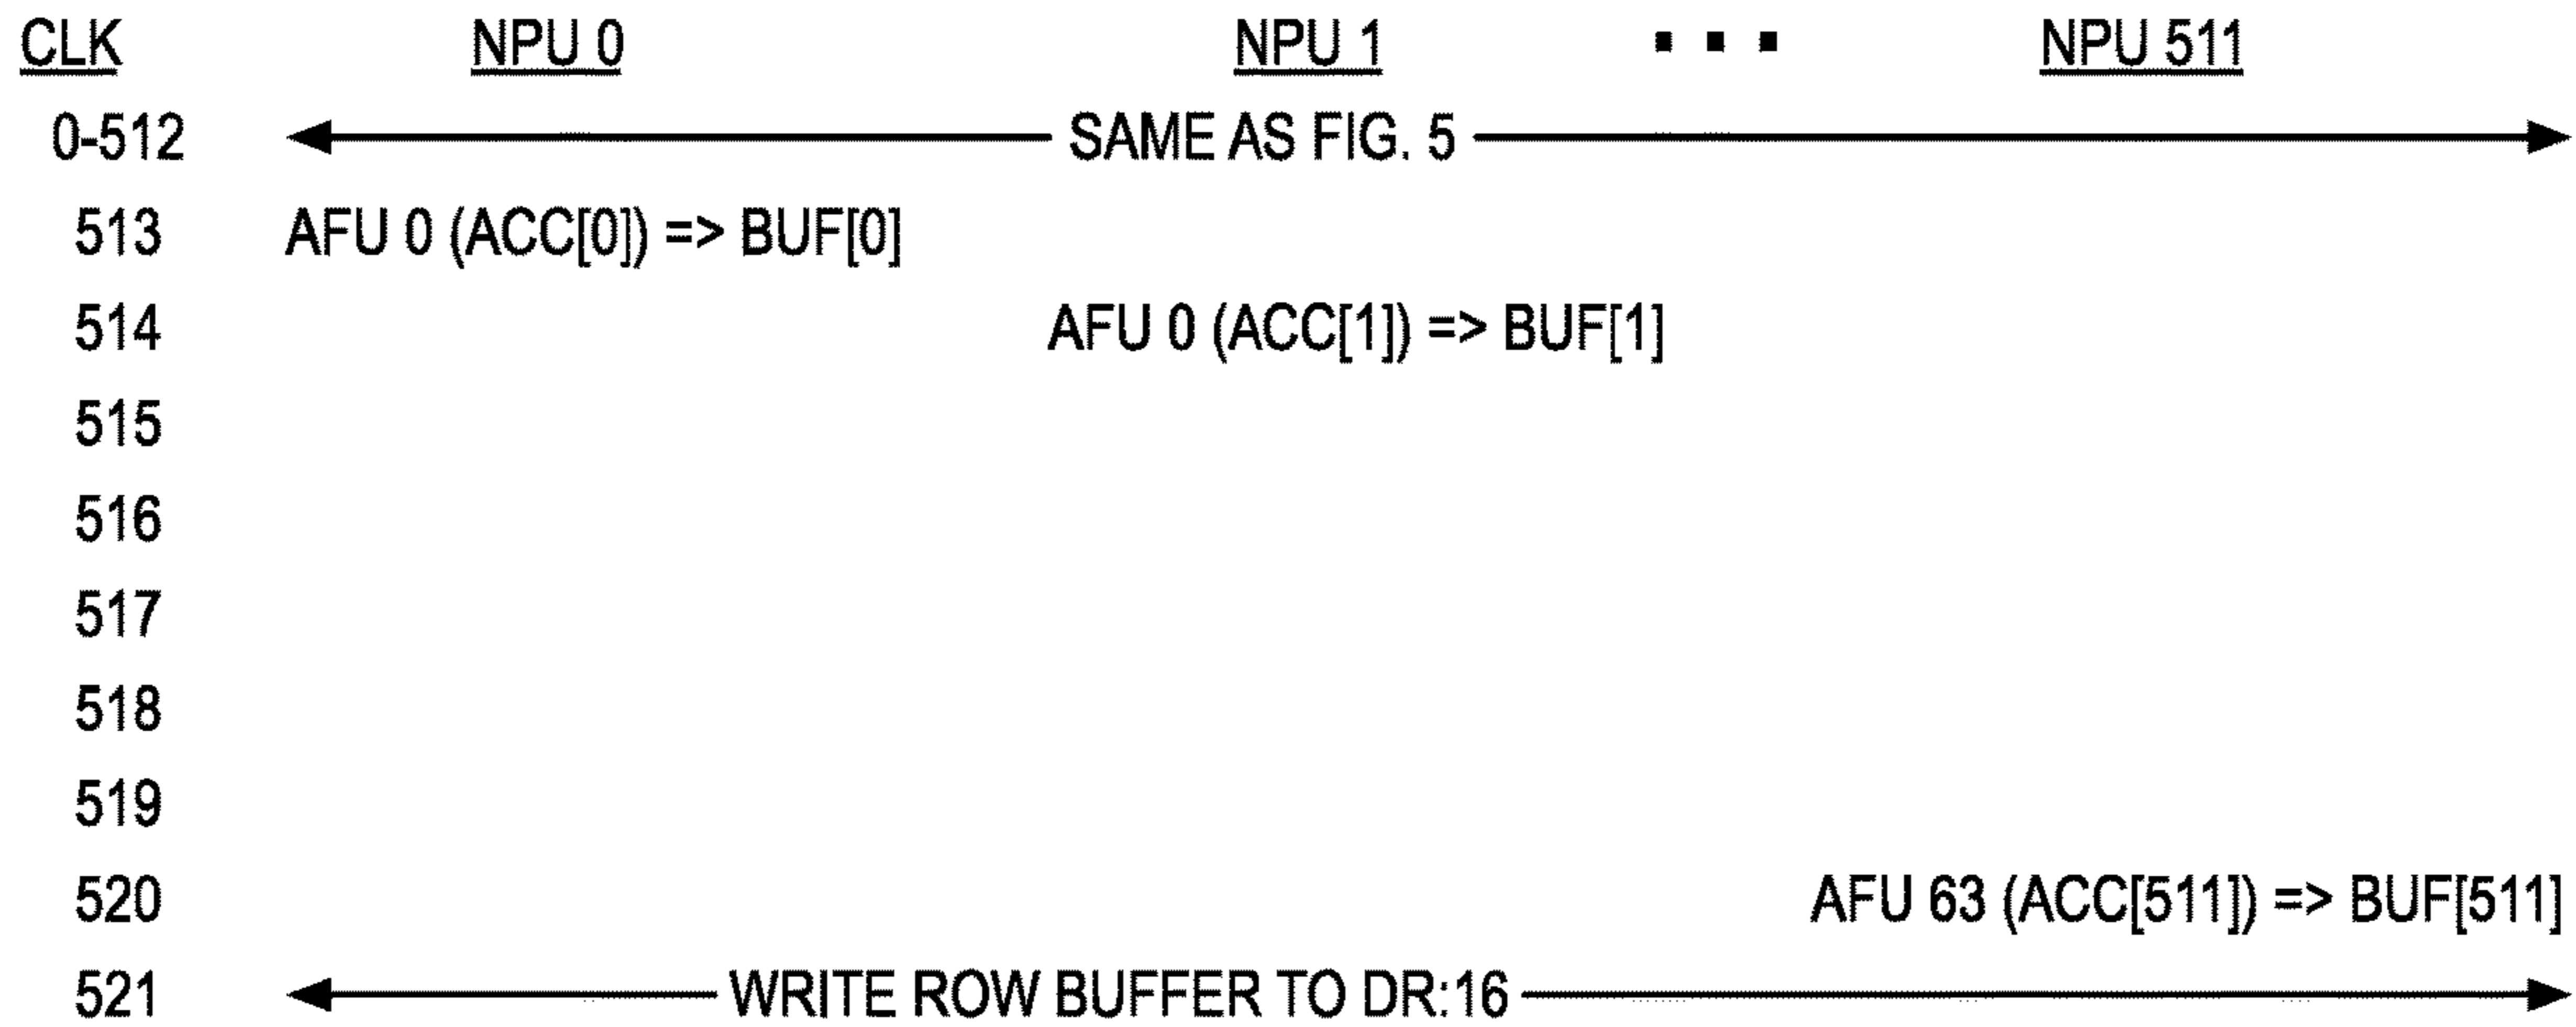 CLK NPU 0 NPU 1 ... NPU 511
0-512 SAME AS FIG. 5
513 AFU 0 (ACC[0]) => BUF[0]
514 AFU 0 (ACC[1]) => BUF[1]
515
516
517
518
519
520 AFU 63 (ACC[511]) => BUF[511]
521 WRITE ROW BUFFER TO DR:16